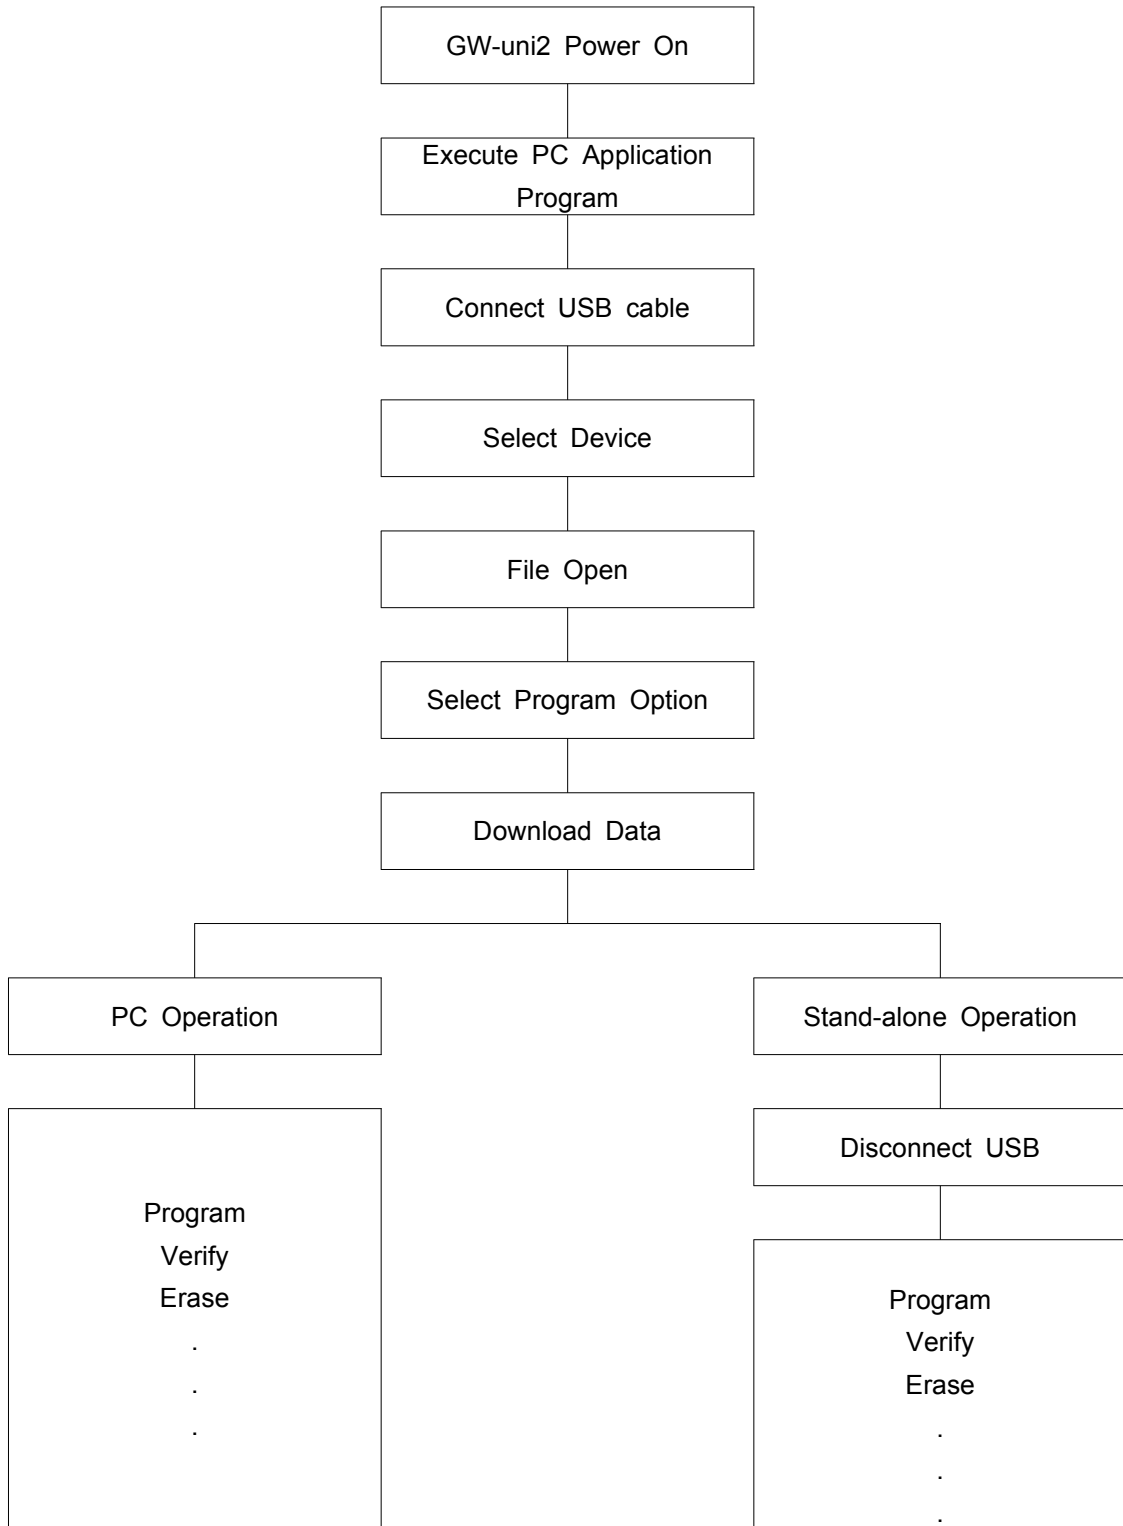 GW-uni2 Power On
Execute PC Application
Program
Connect USB cable
Select Device
File Open
Select Program Option
Download Data
PC Operation
Program
Verify
Erase
.
.
.
Stand-alone Operation
Disconnect USB
Program
Verify
Erase
.
.
.